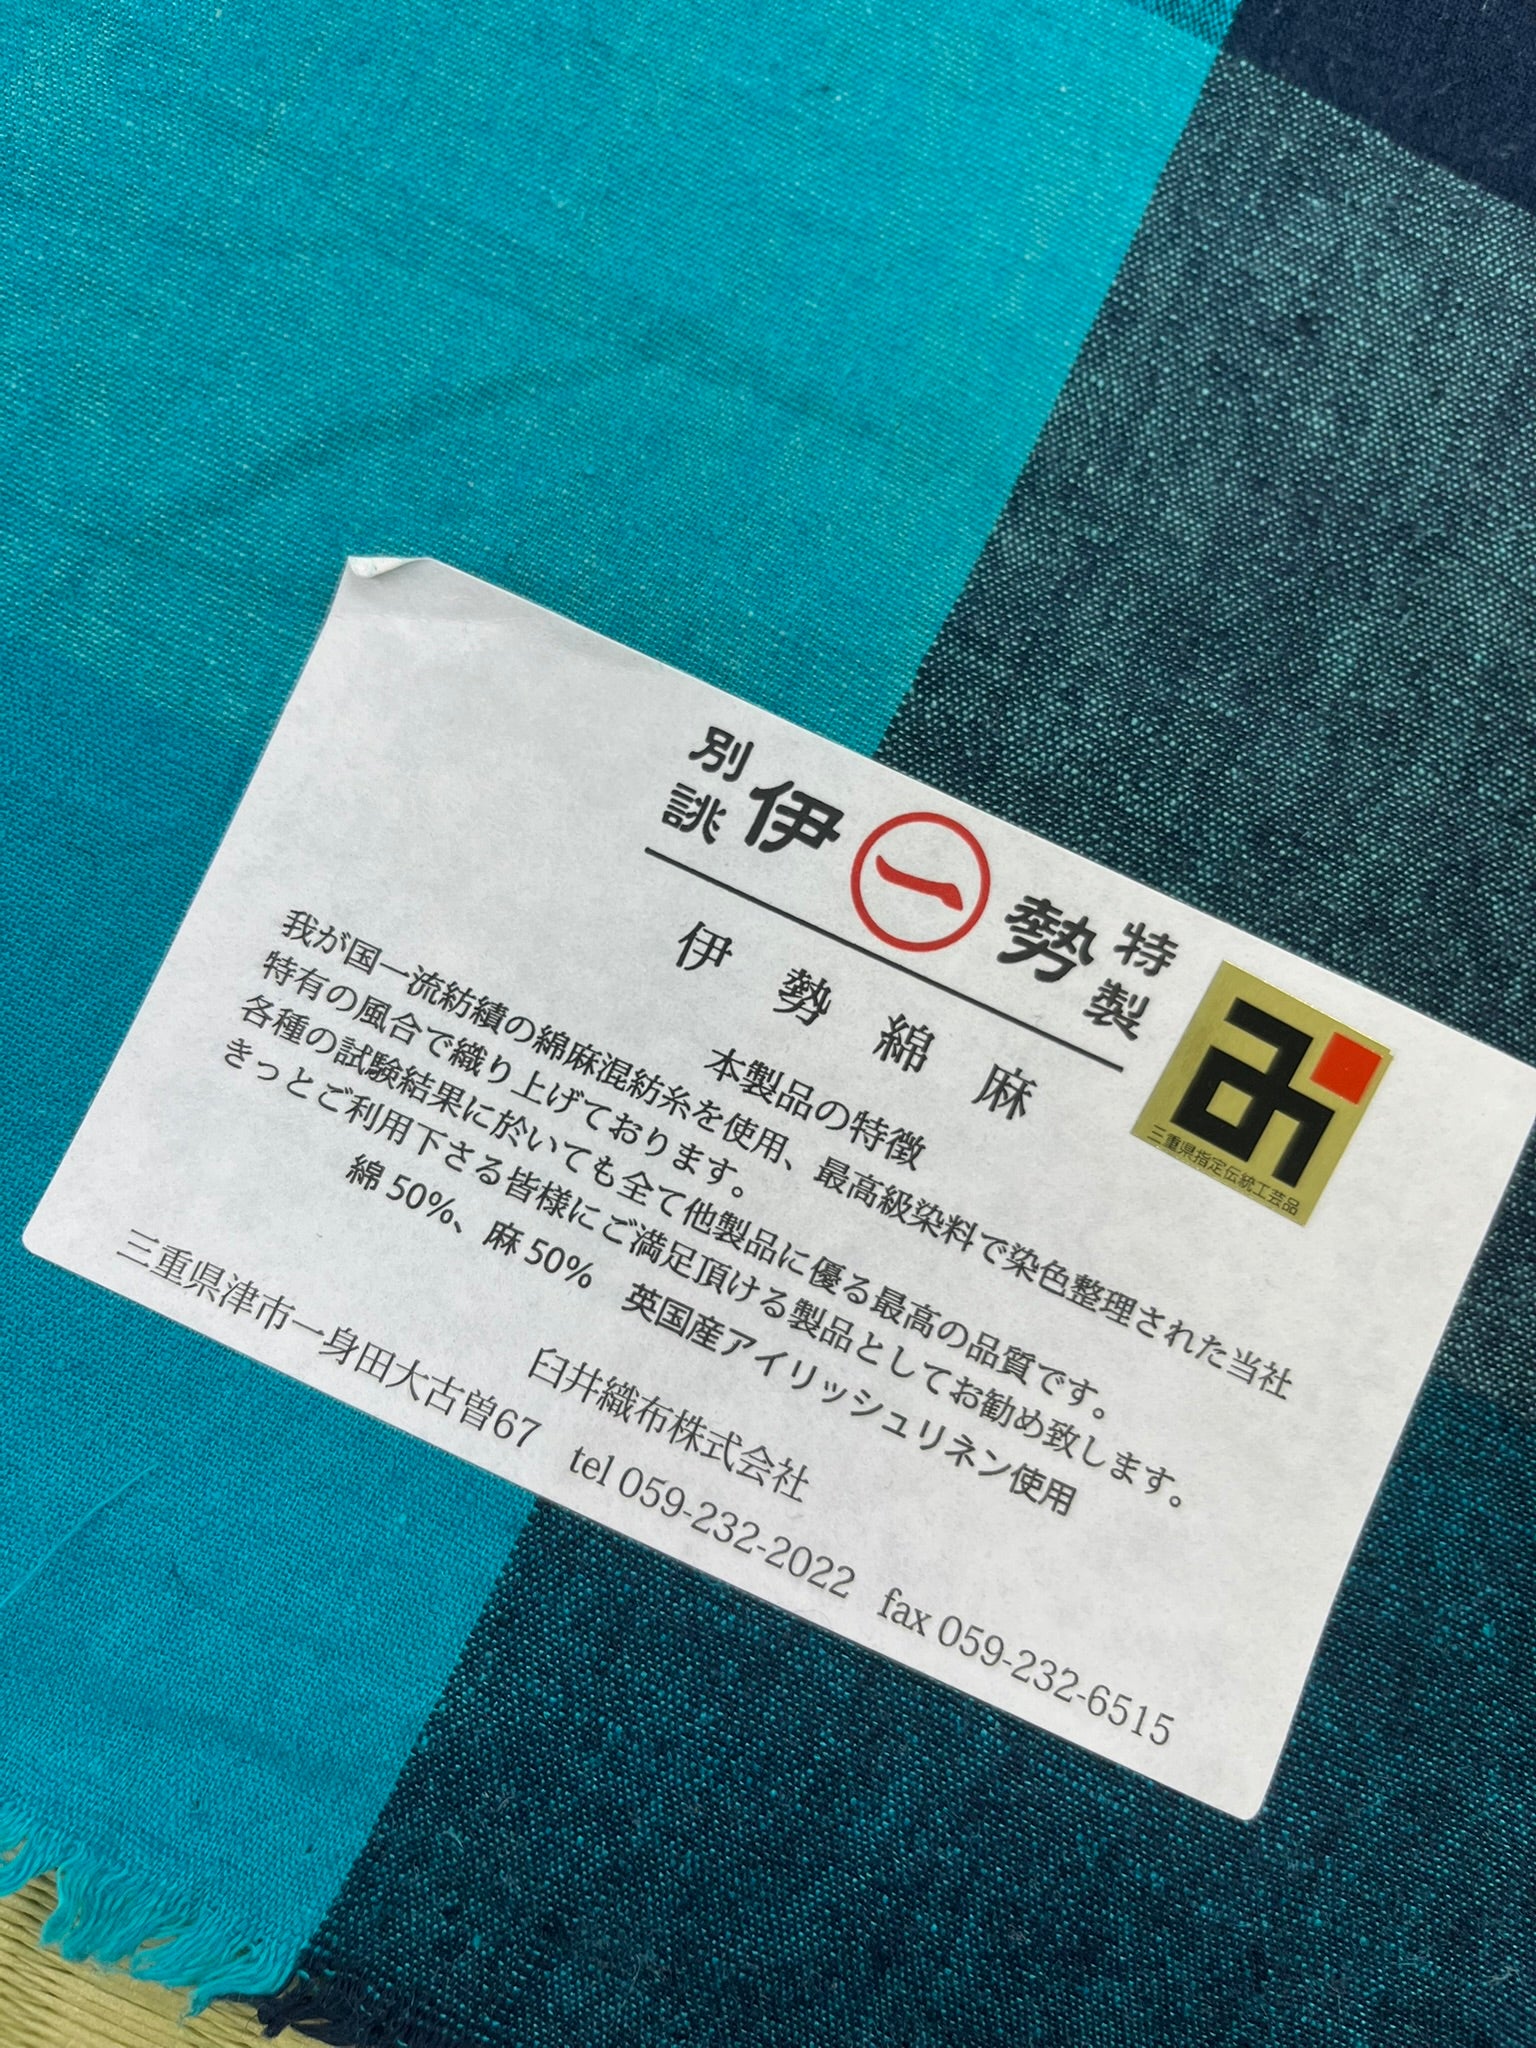 別誂 伊 一 勢 特製
伊勢綿麻
本製品の特徴
我が国一流紡績の綿麻混紡糸を使用、最高級染料で染色整理された当社
特有の風合で織り上げております。
各種の試験結果に於いても全て他製品に優る最高の品質です。
きっとご利用下さる皆様にご満足頂ける製品としてお勧め致します。
綿 50%、麻 50% 英国産アイリッシュリネン使用
臼井織布株式会社
三重県津市一身田大古曽67 tel 059-232-2022 fax 059-232-6515
三重県指定伝統工芸品